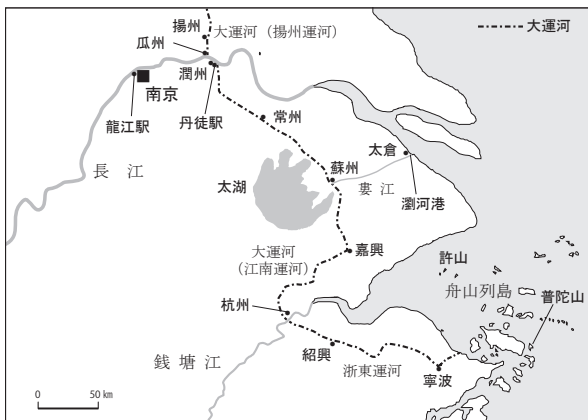 揚州
大運河（揚州運河）
大運河
瓜州
潤州
南京
龍江駅
丹徒駅
常州
太倉
長江
蘇州
太湖
婁江
瀏河港
大運河
（江南運河）
嘉興
許山
舟山列島
普陀山
杭州
銭塘江
紹興
浙東運河
寧波
0
50 km